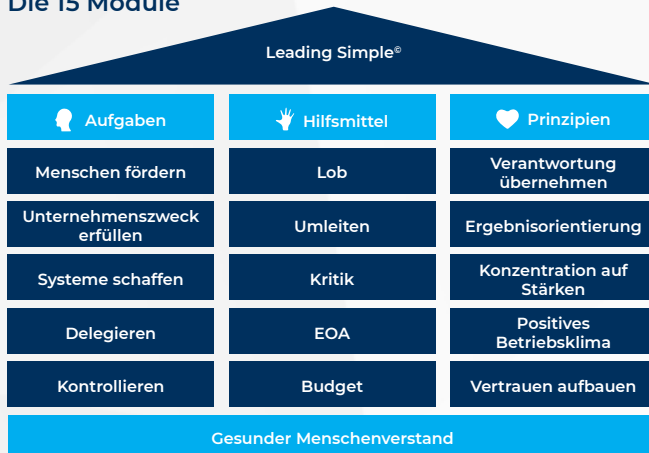 Die 15 Module
Leading Simple©
Aufgaben
Hilfsmittel
Prinzipien
Menschen fördern
Lob
Verantwortung
übernehmen
Unternehmenszweck
erfüllen
Umleiten
Ergebnisorientierung
Systeme schaffen
Kritik
Konzentration auf
Stärken
Delegieren
EOA
Positives
Betriebsklima
Kontrollieren
Budget
Vertrauen aufbauen
Gesunder Menschenverstand